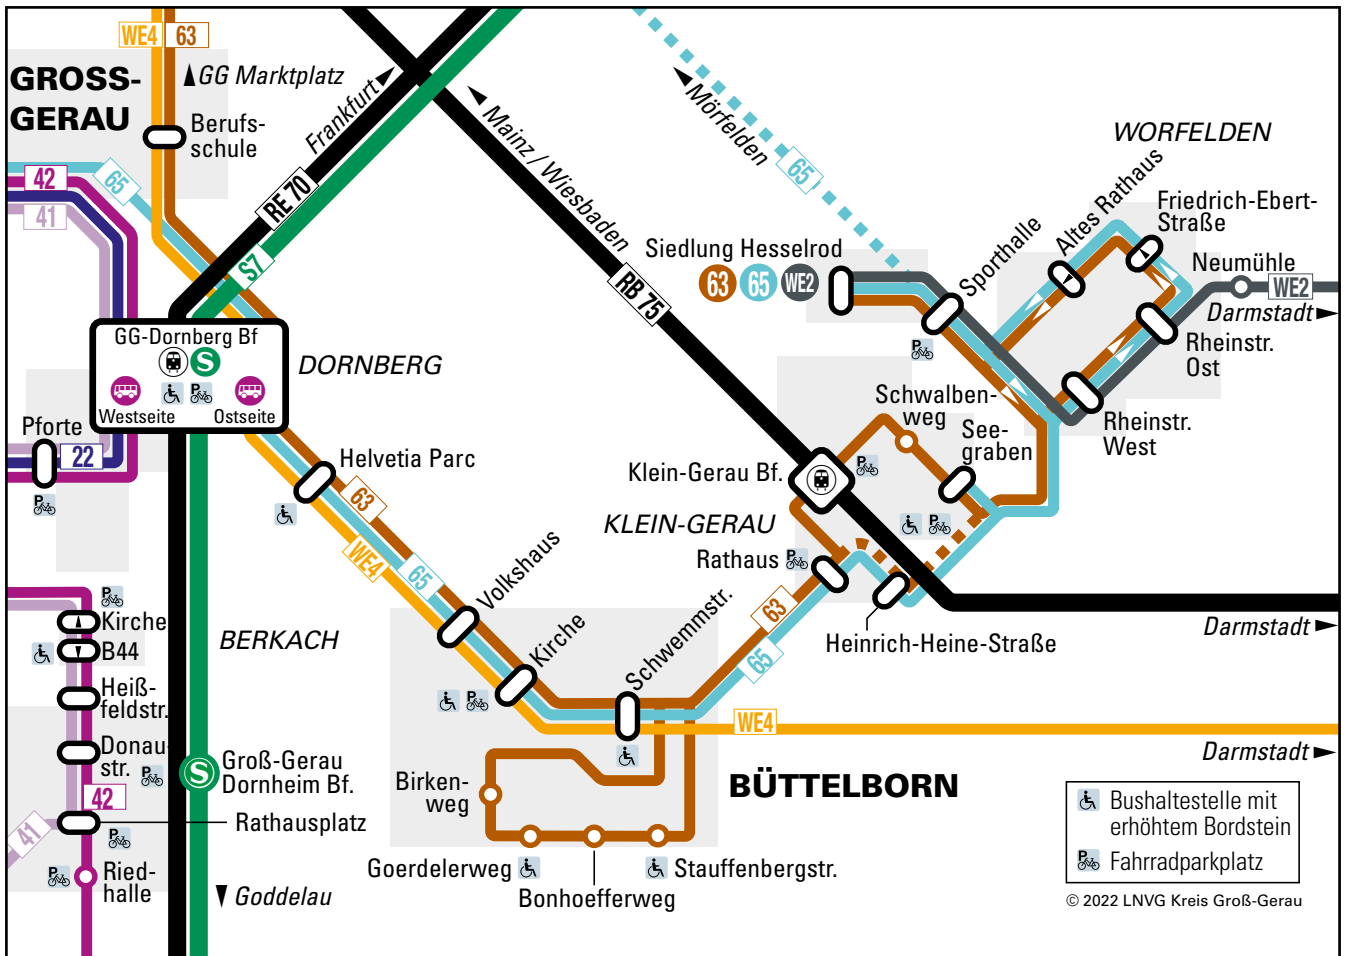 WE4
63
GROSS-
GERAU
GG Marktplatz
Berufs-
schule
Frankfurt
Mainz / Wiesbaden
Mörfelden
65
WORFELDEN
42
41
65
RE 70
S7
RB 75
Siedlung Hesselrod
63
65
WE2
Sporthalle
Altes Rathaus
Friedrich-Ebert-
Straße
Neumühle
WE2
Darmstadt
Rheinstr.
Ost
Rheinstr.
West
GG-Dornberg Bf
S
Westseite
Ostseite
DORNBERG
Pforte
22
P
Helvetia Parc
63
WE4
65
Schwalben-
weg
See-
graben
Klein-Gerau Bf.
KLEIN-GERAU
Rathaus
Heinrich-Heine-Straße
Darmstadt
Volkshaus
Kirche
Schwemmstr.
63
65
WE4
Darmstadt
Kirche
B44
Heiß-
feldstr.
Donau-
str.
42
41
Rathausplatz
Ried-
halle
BERKACH
S
Groß-Gerau
Dornheim Bf.
Goddelau
Birken-
weg
Goerdelerweg
Bonhoefferweg
Stauffenbergstr.
BÜTTELBORN
Bushaltestelle mit
erhöhtem Bordstein
P
Fahrradparkplatz
© 2022 LNVG Kreis Groß-Gerau